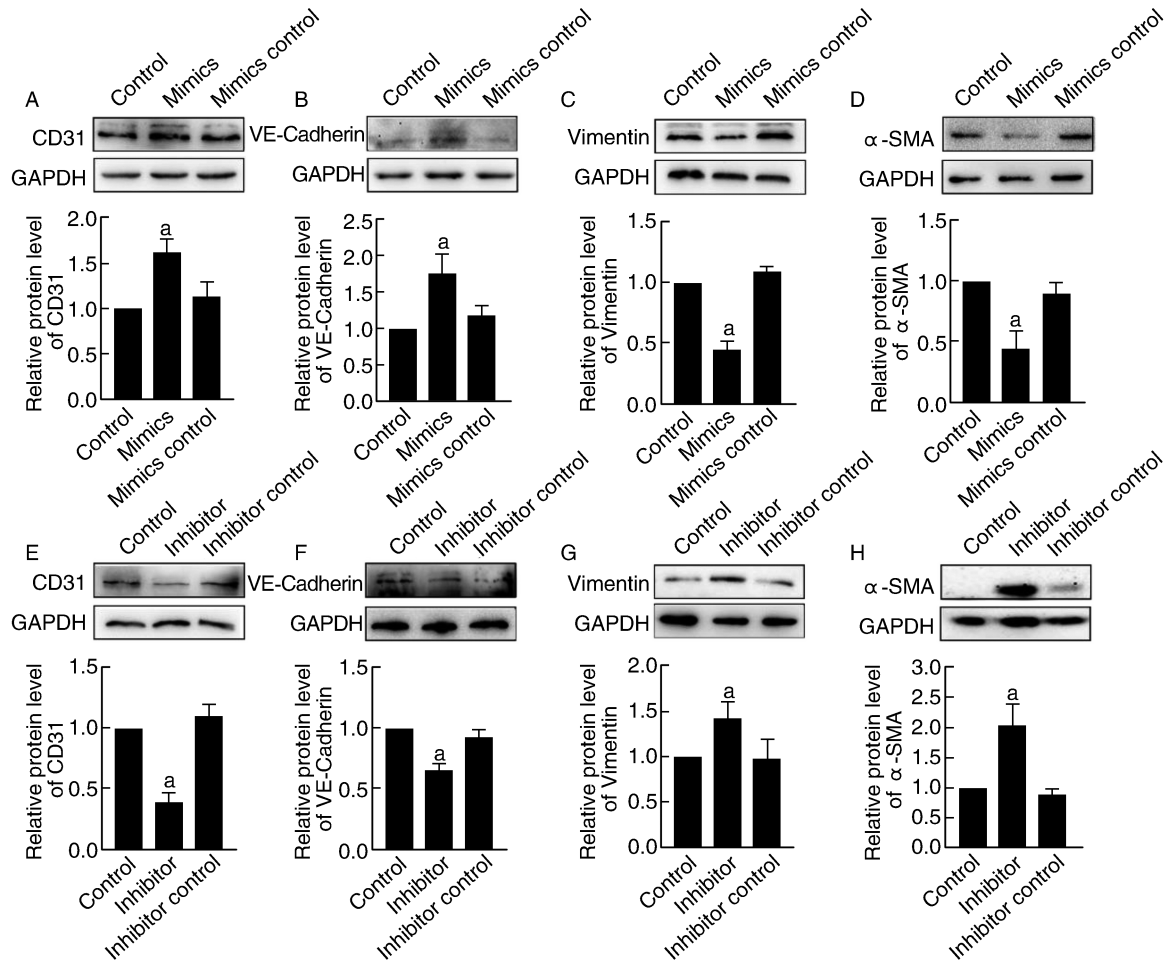 A
Control
Mimics
Mimics control
CD31
GAPDH
Relative protein level
of CD31
2.0
1.5
1.0
0.5
0.0
a
Control
Mimics
Mimics control
B
Control
Mimics
Mimics control
VE-Cadherin
GAPDH
Relative protein level
of VE-Cadherin
2.5
2.0
1.5
1.0
0.5
0.0
a
Control
Mimics
Mimics control
C
Control
Mimics
Mimics control
Vimentin
GAPDH
Relative protein level
of Vimentin
1.5
1.0
0.5
0.0
a
Control
Mimics
Mimics control
D
Control
Mimics
Mimics control
α-SMA
GAPDH
Relative protein level
of α-SMA
1.5
1.0
0.5
0.0
a
Control
Mimics
Mimics control
E
Control
Inhibitor
Inhibitor control
CD31
GAPDH
Relative protein level
of CD31
1.5
1.0
0.5
0.0
a
Control
Inhibitor
Inhibitor control
F
Control
Inhibitor
Inhibitor control
VE-Cadherin
GAPDH
Relative protein level
of VE-Cadherin
1.5
1.0
0.5
0.0
a
Control
Inhibitor
Inhibitor control
G
Control
Inhibitor
Inhibitor control
Vimentin
GAPDH
Relative protein level
of Vimentin
2.0
1.5
1.0
0.5
0.0
a
Control
Inhibitor
Inhibitor control
H
Control
Inhibitor
Inhibitor control
α-SMA
GAPDH
Relative protein level
of α-SMA
3.0
2.5
2.0
1.0
0.5
0.0
a
Control
Inhibitor
Inhibitor control